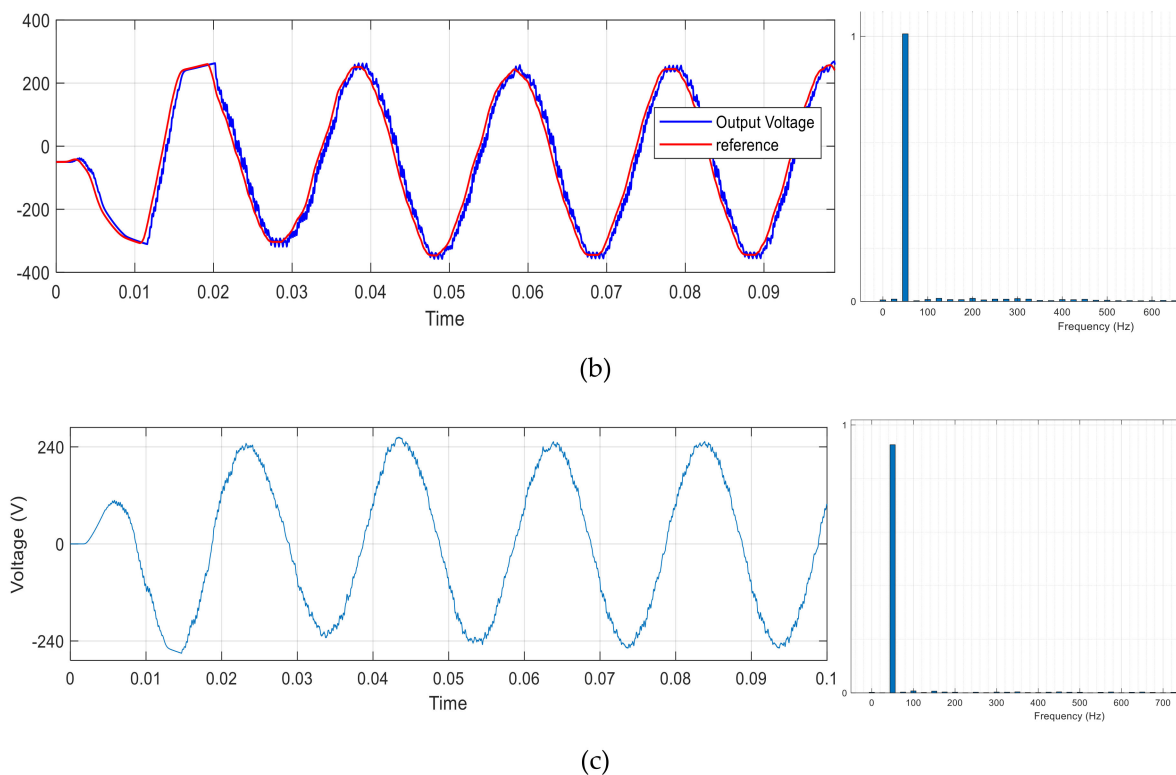 400
200
0
-200
-400
0 0.01 0.02 0.03 0.04 0.05 0.06 0.07 0.08 0.09
Time
Output Voltage
reference
1
0
0 100 200 300 400 500 600
Frequency (Hz)
(b)
Voltage (V)
240
0
-240
0 0.01 0.02 0.03 0.04 0.05 0.06 0.07 0.08 0.09 0.1
Time
1
0
0 100 200 300 400 500 600 700
Frequency (Hz)
(c)